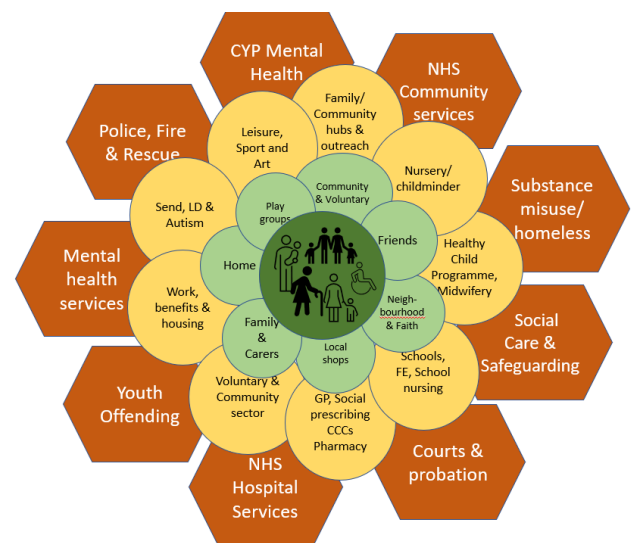 CYP Mental
Health
NHS
Community
services
Substance
misuse/
homeless
Social
Care &
Safeguarding
Courts &
probation
NHS
Hospital
Services
Youth
Offending
Mental
health
services
Police, Fire
& Rescue
Family/
Community
hubs &
outreach
Nursery/
childminder
Healthy
Child
Programme,
Midwifery
Schools,
FE, School
nursing
GP, Social
prescribing
CCCs
Pharmacy
Voluntary &
Community
sector
Work,
benefits &
housing
Send, LD &
Autism
Leisure,
Sport and
Art
Community
& Voluntary
Friends
Neigh-
bourhood
& Faith
Local
shops
Family
&
Carers
Home
Play
groups